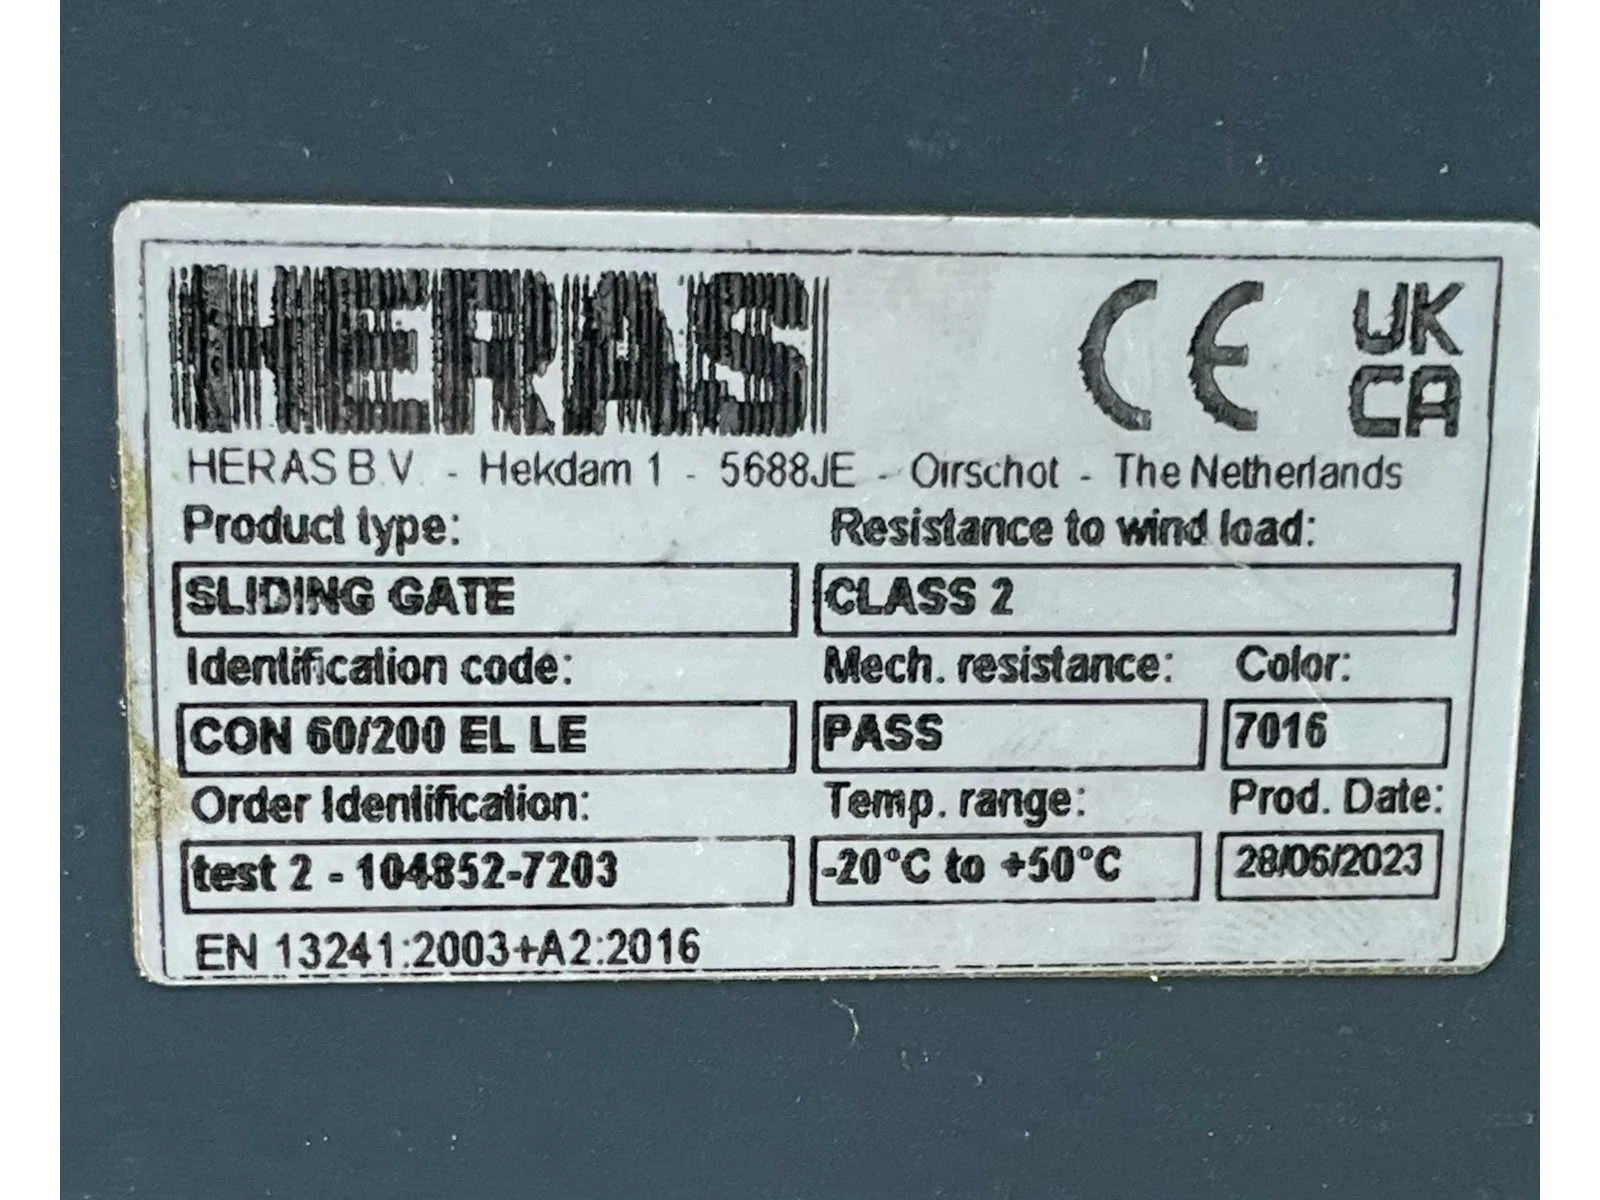 HERAS
CE
UK
CA
HERAS B.V. - Hekdam 1 - 5688JE - Oirschot - The Netherlands
Product type: Resistance to wind load:
SLIDING GATE CLASS 2
Identification code: Mech. resistance: Color:
CON 60/200 EL LE PASS 7016
Order Identification: Temp. range: Prod. Date:
test 2 - 104852-7203 -20°C to +50°C 28/06/2023
EN 13241:2003+A2:2016